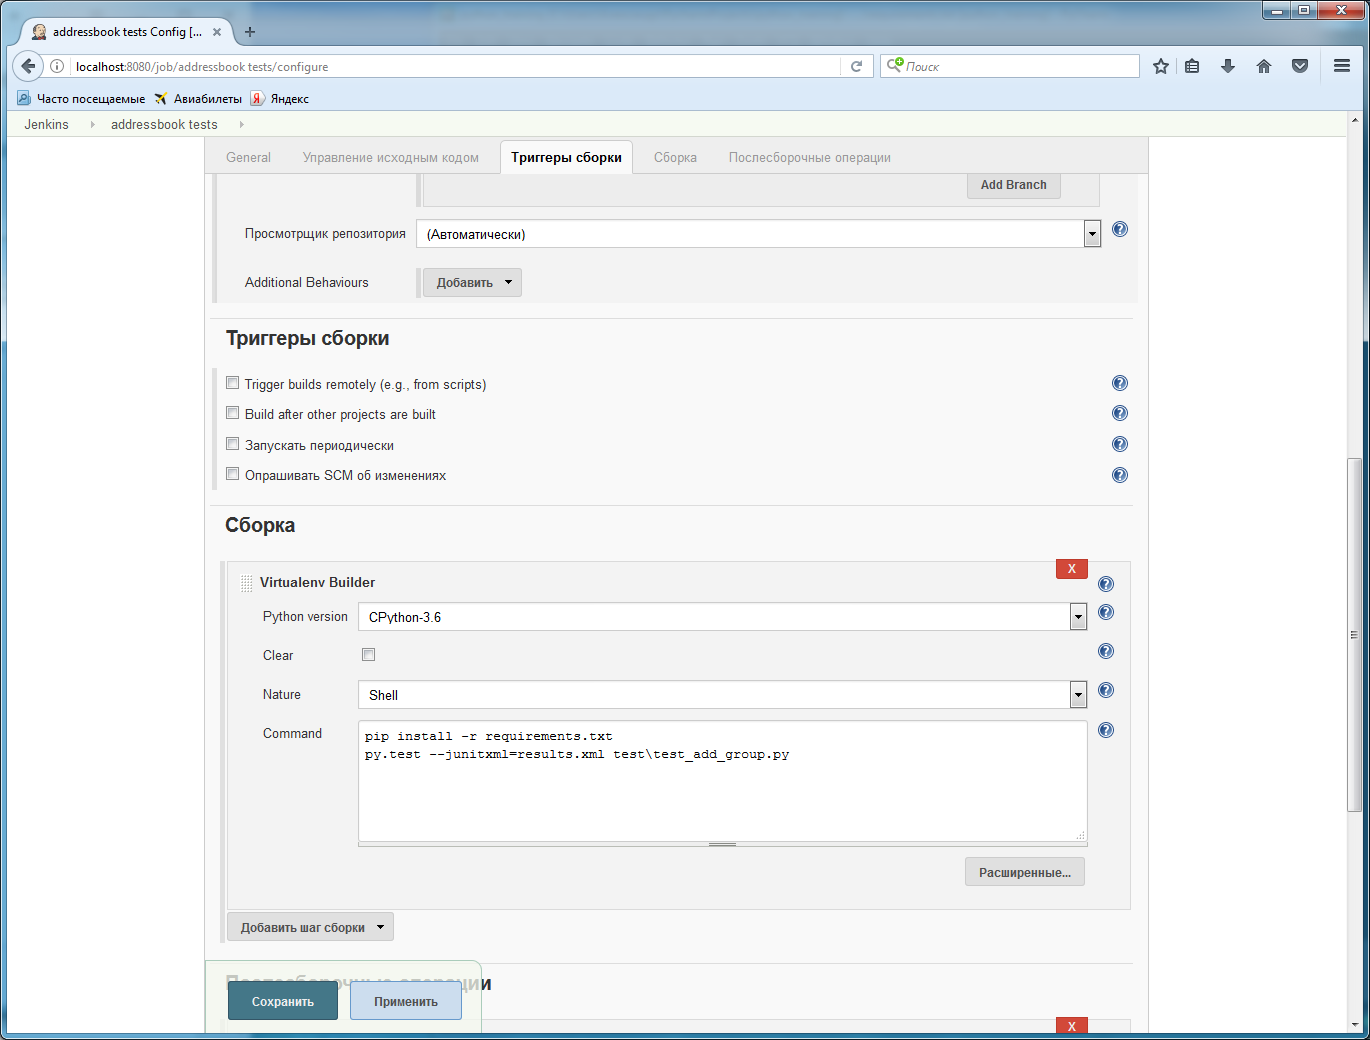 addressbook tests Config [...
localhost:8080/job/addressbook tests/configure
Поиск
Часто посещаемые
Авиабилеты
Яндекс
Jenkins
addressbook tests
General
Управление исходным кодом
Триггеры сборки
Сборка
Послесборочные операции
Add Branch
Просмотрщик репозитория
(Автоматически)
Additional Behaviours
Добавить
Триггеры сборки
Trigger builds remotely (e.g., from scripts)
Build after other projects are built
Запускать периодически
Опрашивать SCM об изменениях
Сборка
X
Virtualenv Builder
Python version
CPython-3.6
Clear
Nature
Shell
Command
pip install -r requirements.txt
py.test --junitxml=results.xml test\test_add_group.py
Расширенные...
Добавить шаг сборки
Послесборочные операции
Сохранить
Применить
X